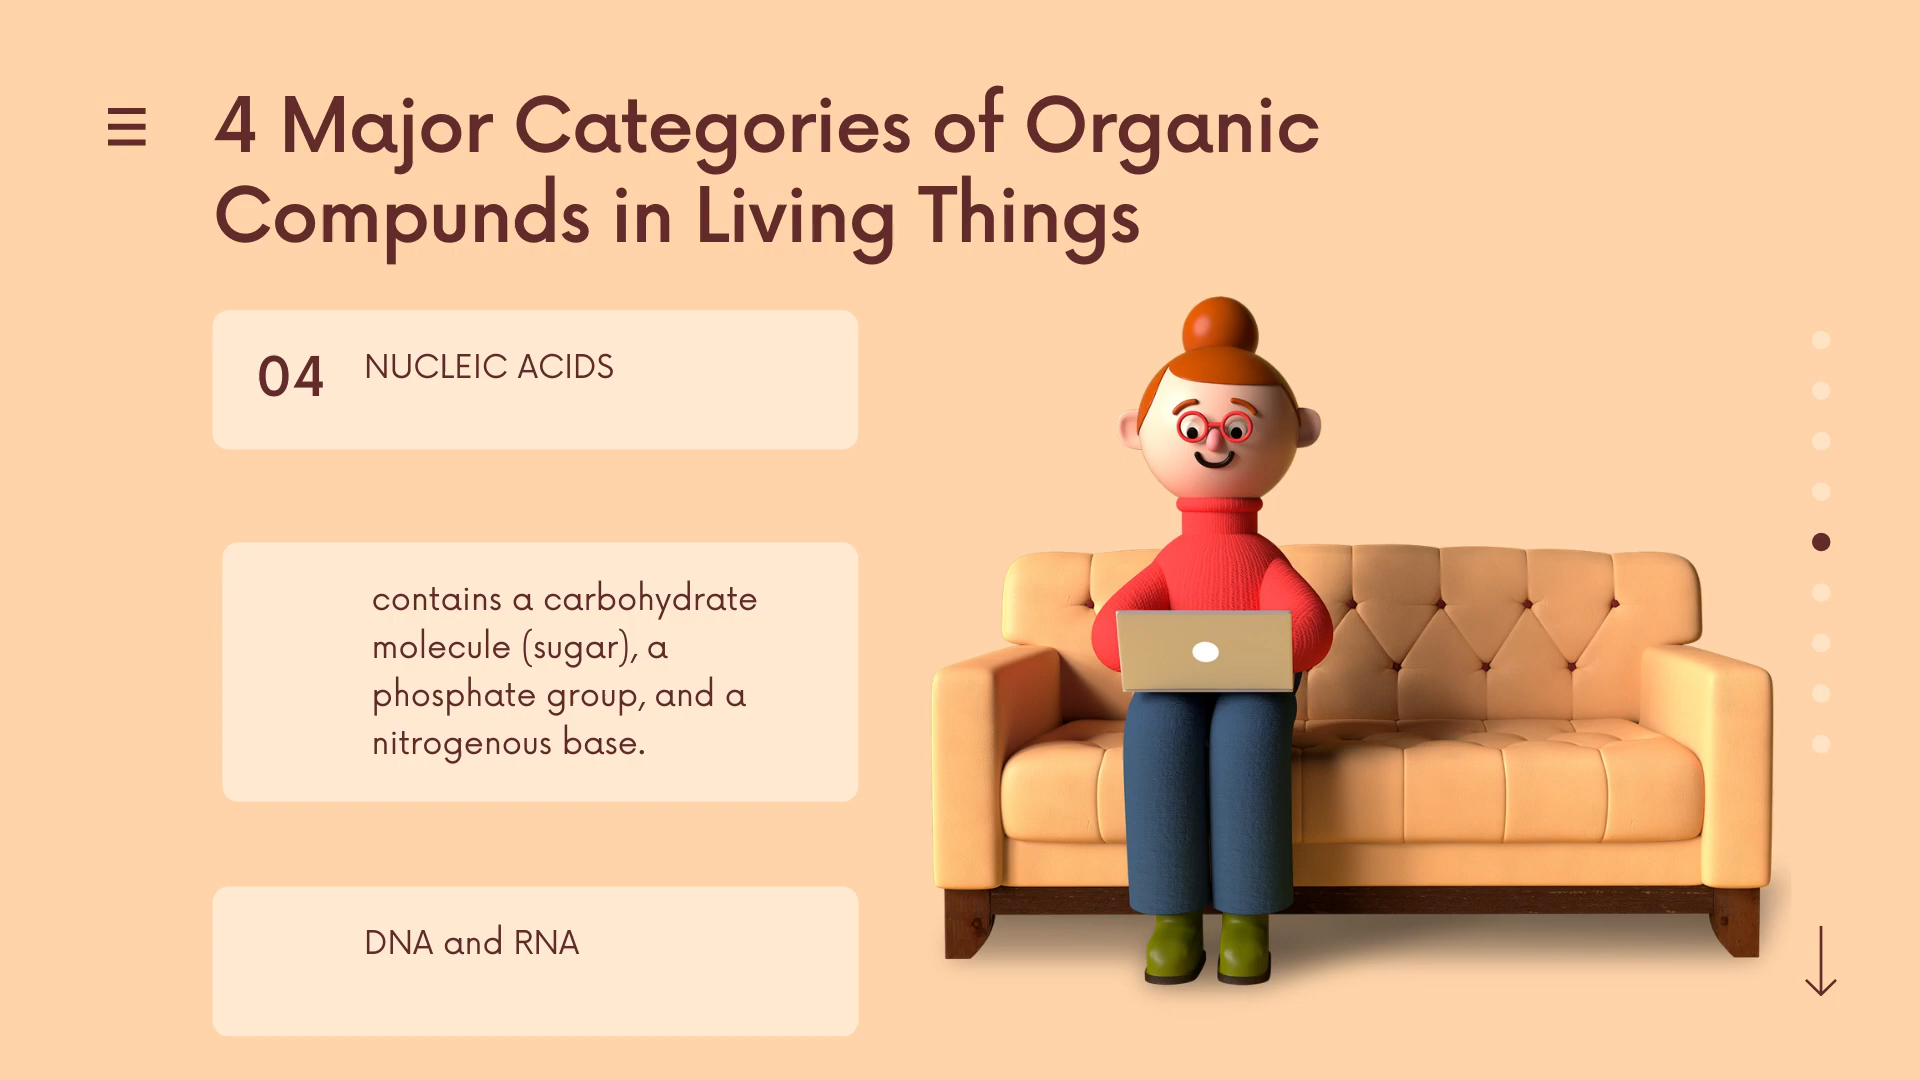 4 Major Categories of Organic
Compunds in Living Things
04 NUCLEIC ACIDS
contains a carbohydrate
molecule (sugar), a
phosphate group, and a
nitrogenous base.
DNA and RNA